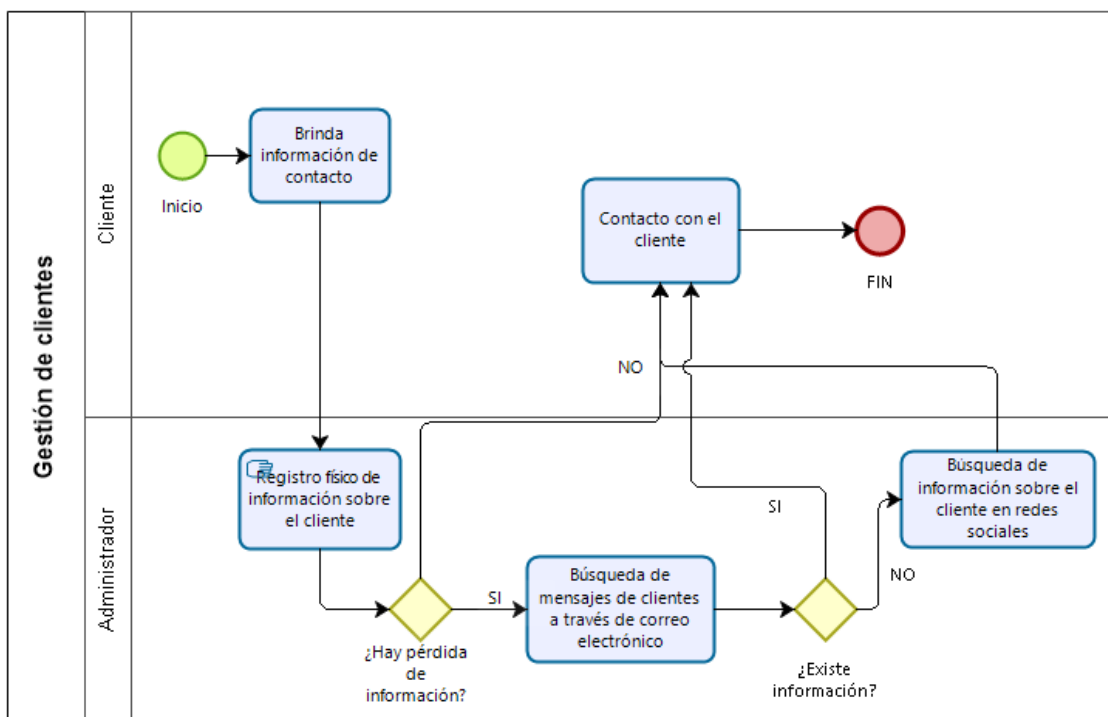 Gestión de clientes
Cliente
Inicio
Brinda
información de
contacto
Contacto con el
cliente
FIN
NO
Administrador
Registro físico de
información sobre
el cliente
¿Hay pérdida
de
información?
SI
Búsqueda de
mensajes de clientes
a través de correo
electrónico
¿Existe
información?
SI
NO
Búsqueda de
información sobre el
cliente en redes
sociales